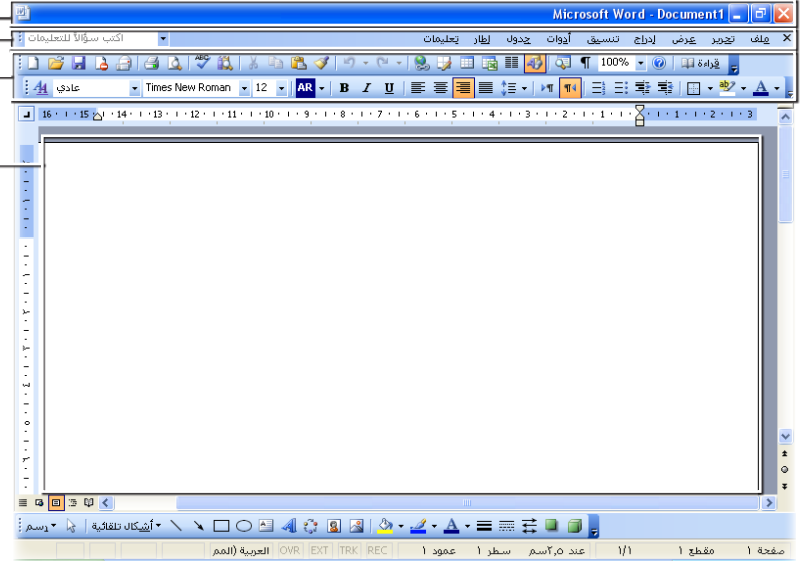 Microsoft Word - Document1
ملف تحرير عرض إدراج تنسيق أدوات جدول إطار تعليمات اكتب سؤالاً للتعليمات
100% قراءة
عادي Times New Roman 12 AR B I U
16 15 14 13 12 11 10 9 8 7 6 5 4 3 2 1 1 2 3
رسم أشكال تلقائية
صفحة ١ مقطع ١ ١/١ عند ٢,٥سم سطر ١ عمود ١ REC TRK EXT OVR العربية (المم